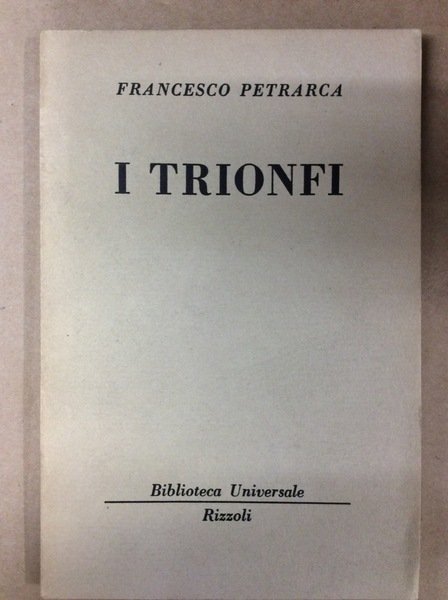 FRANCESCO PETRARCA
I TRIONFI
Biblioteca Universale
Rizzoli